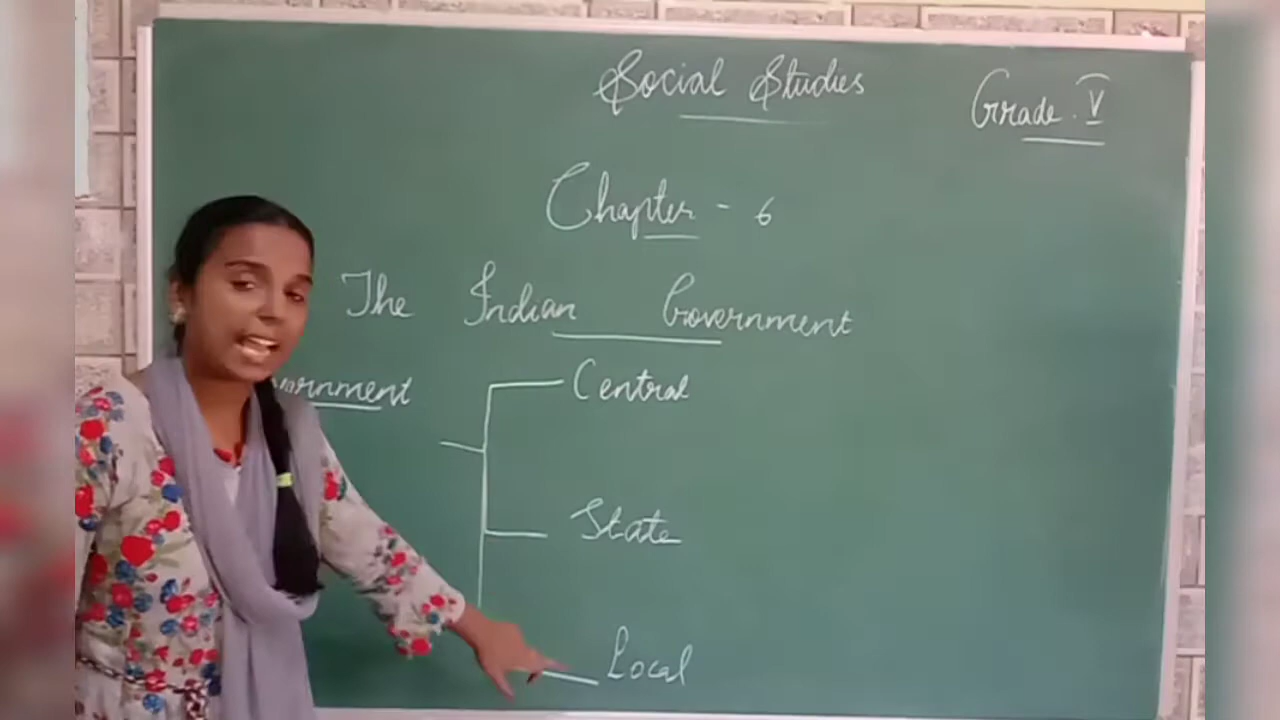 Social Studies
Grade. V
Chapter - 6
The Indian Government
Central
State
Local